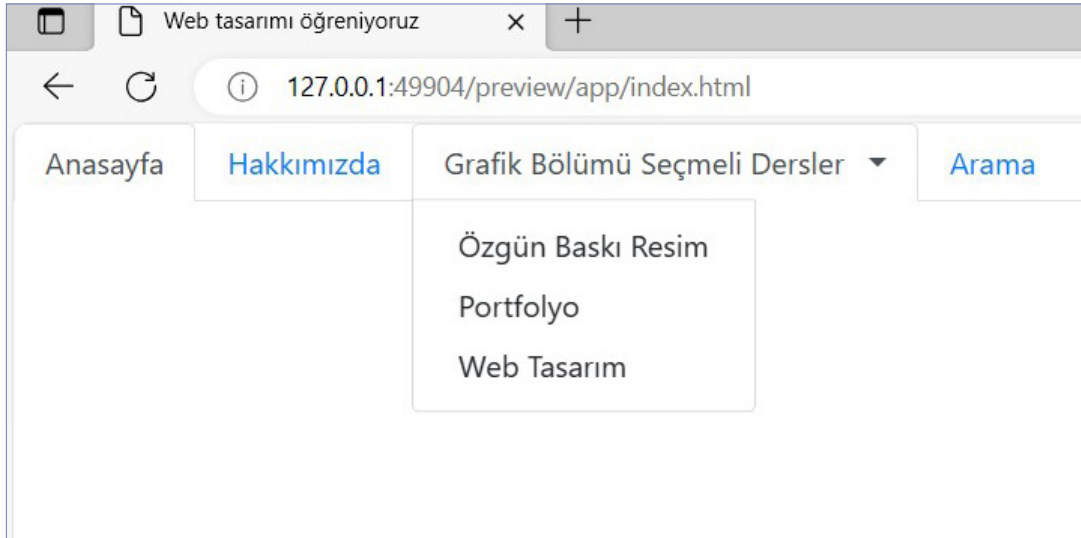 Web tasarımı öğreniyoruz
127.0.0.1:49904/preview/app/index.html
Anasayfa Hakkımızda Grafik Bölümü Seçmeli Dersler Arama
Özgün Baskı Resim
Portfolyo
Web Tasarım